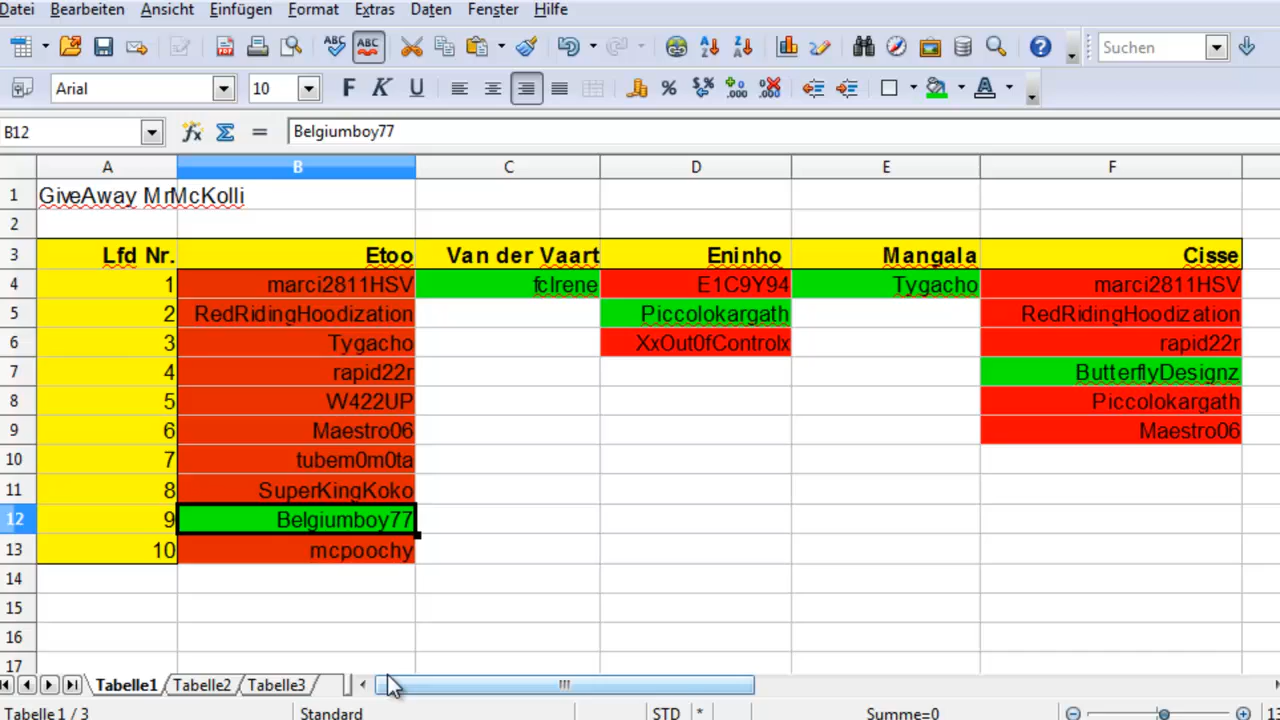 Datei Bearbeiten Ansicht Einfügen Format Extras Daten Fenster Hilfe
ABC ABC Suchen
Arial 10 F K U
B12 Belgiumboy77
A B C D E F
1 GiveAway MrMcKolli
2
3 Lfd Nr. Etoo Van der Vaart Eninho Mangala Cisse
4 1 marci2811HSV fclrene E1C9Y94 Tygacho marci2811HSV
5 2 RedRidingHoodization Piccolokargath RedRidingHoodization
6 3 Tygacho XxOut0fControlx rapid22r
7 4 rapid22r ButterflyDesignz
8 5 W422UP Piccolokargath
9 6 Maestro06 Maestro06
10 7 tubem0m0ta
11 8 SuperKingKoko
12 9 Belgiumboy77
13 10 mcpoochy
14
15
16
17
Tabelle1 Tabelle2 Tabelle3
Tabelle 1 / 3 Standard STD * Summe=0 13